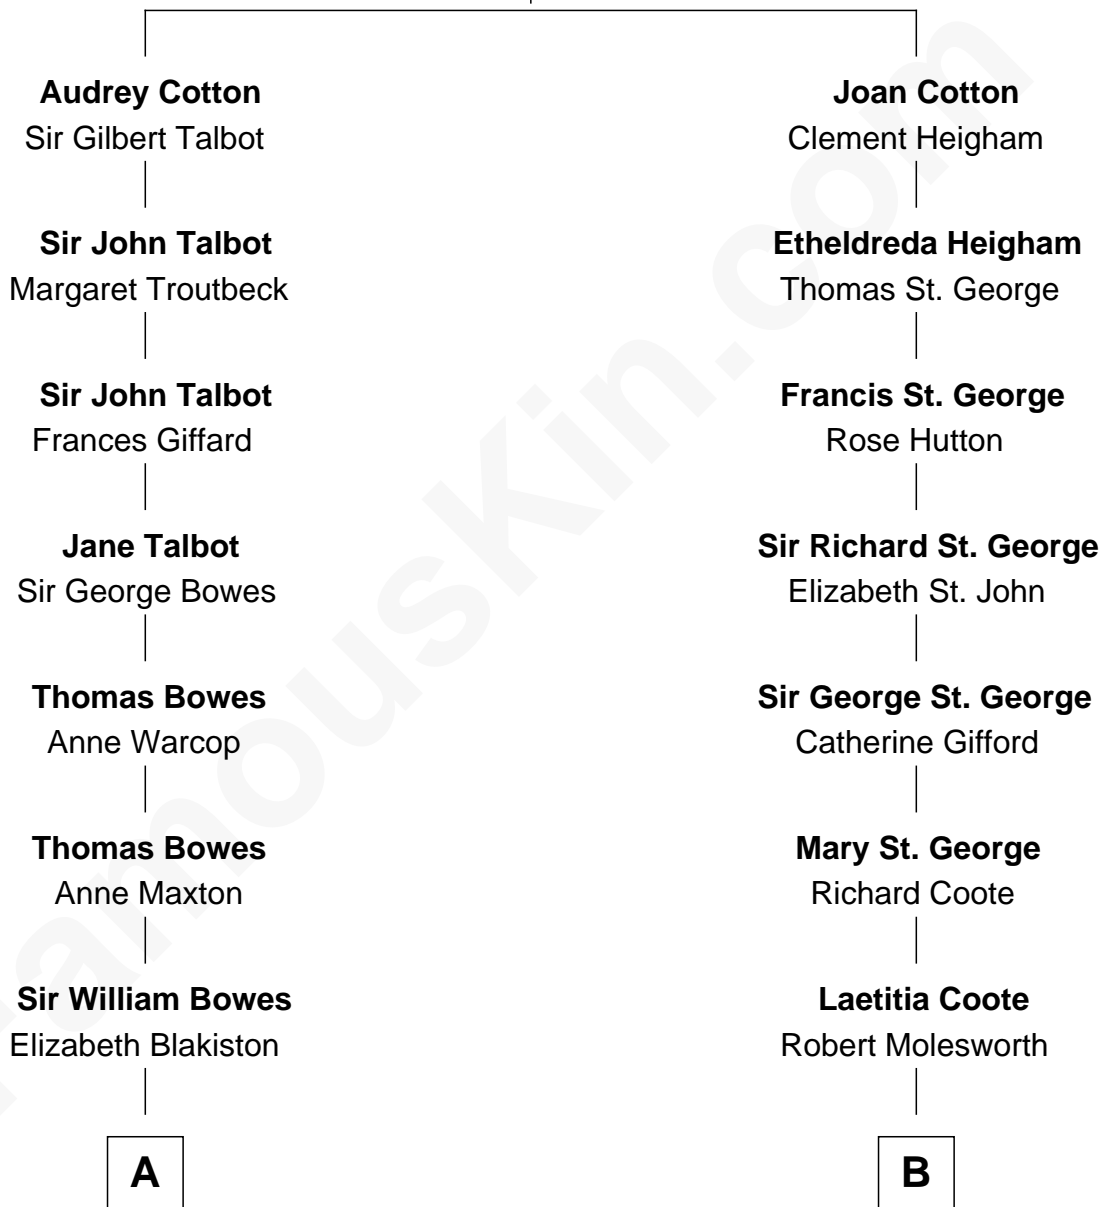 Audrey Cotton
Sir Gilbert Talbot
Sir John Talbot
Margaret Troutbeck
Sir John Talbot
Frances Giffard
Jane Talbot
Sir George Bowes
Thomas Bowes
Anne Warcop
Thomas Bowes
Anne Maxton
Sir William Bowes
Elizabeth Blakiston
A
Joan Cotton
Clement Heigham
Etheldreda Heigham
Thomas St. George
Francis St. George
Rose Hutton
Sir Richard St. George
Elizabeth St. John
Sir George St. George
Catherine Gifford
Mary St. George
Richard Coote
Laetitia Coote
Robert Molesworth
B
FamousKin.com